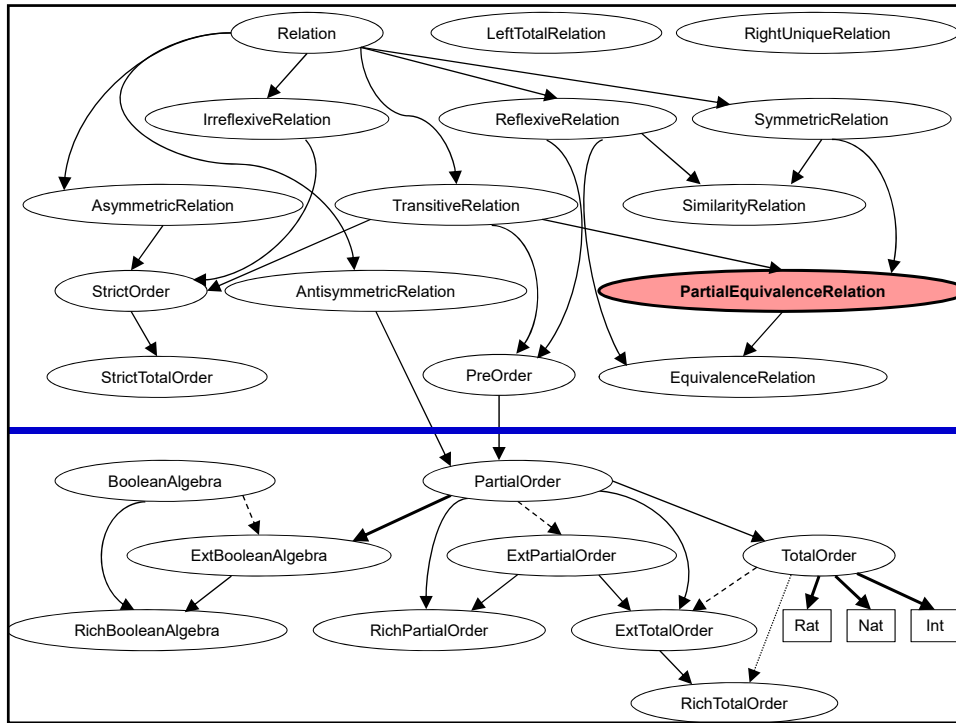 Relation
LeftTotalRelation
RightUniqueRelation
IrreflexiveRelation
ReflexiveRelation
SymmetricRelation
AsymmetricRelation
TransitiveRelation
SimilarityRelation
StrictOrder
AntisymmetricRelation
PartialEquivalenceRelation
StrictTotalOrder
PreOrder
EquivalenceRelation
BooleanAlgebra
PartialOrder
ExtBooleanAlgebra
ExtPartialOrder
TotalOrder
RichBooleanAlgebra
RichPartialOrder
ExtTotalOrder
Rat
Nat
Int
RichTotalOrder